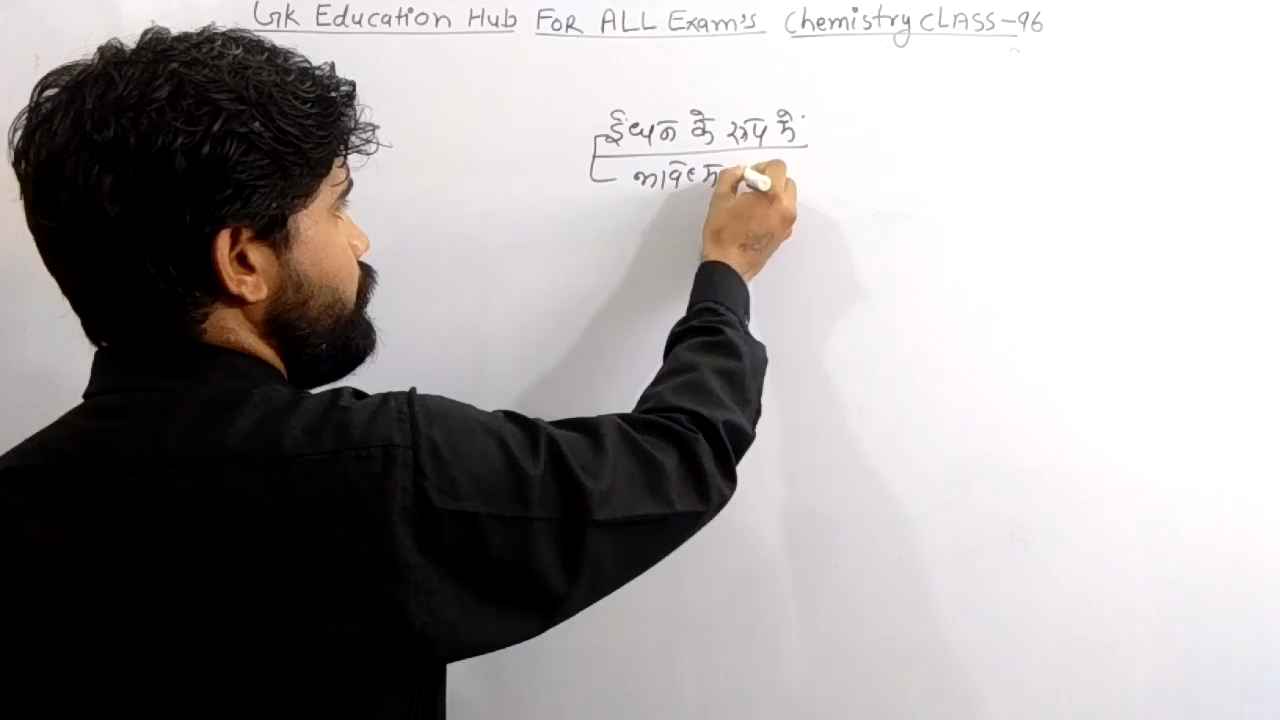 Gk Education Hub FOR ALL Exam's Chemistry CLASS-96
ईंधन के रूप में